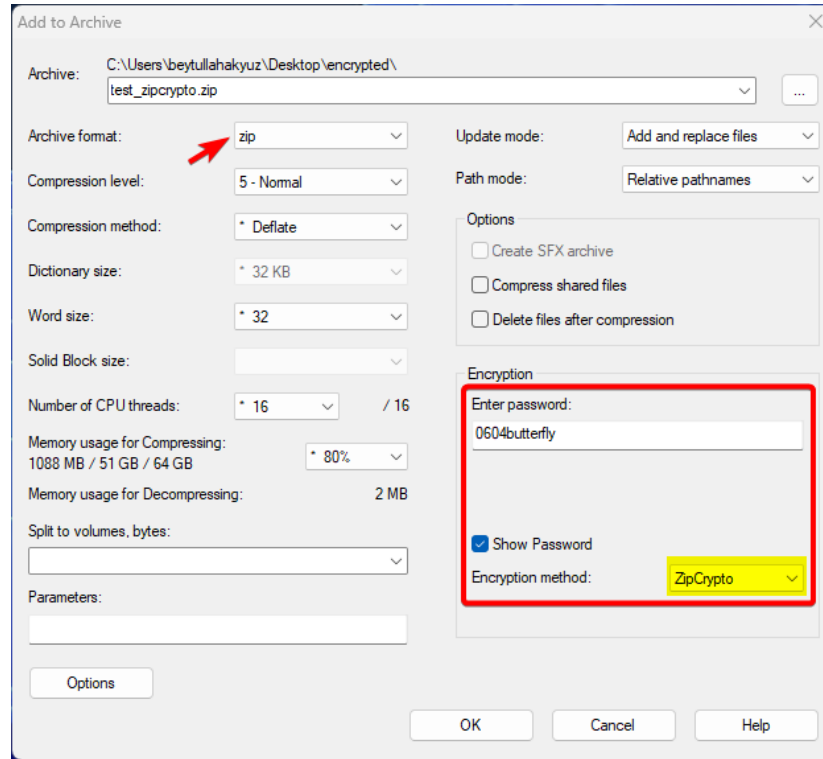 Add to Archive
Archive:
C:\Users\beytullahakyuz\Desktop\encrypted\
test_zipcrypto.zip
...
Archive format:
zip
Compression level:
5 - Normal
Compression method:
* Deflate
Dictionary size:
* 32 KB
Word size:
* 32
Solid Block size:
Number of CPU threads:
* 16
/ 16
Memory usage for Compressing:
1088 MB / 51 GB / 64 GB
* 80%
Memory usage for Decompressing:
2 MB
Split to volumes, bytes:
Parameters:
Options
Update mode:
Add and replace files
Path mode:
Relative pathnames
Options
Create SFX archive
Compress shared files
Delete files after compression
Encryption
Enter password:
0604butterfly
Show Password
Encryption method:
ZipCrypto
OK
Cancel
Help